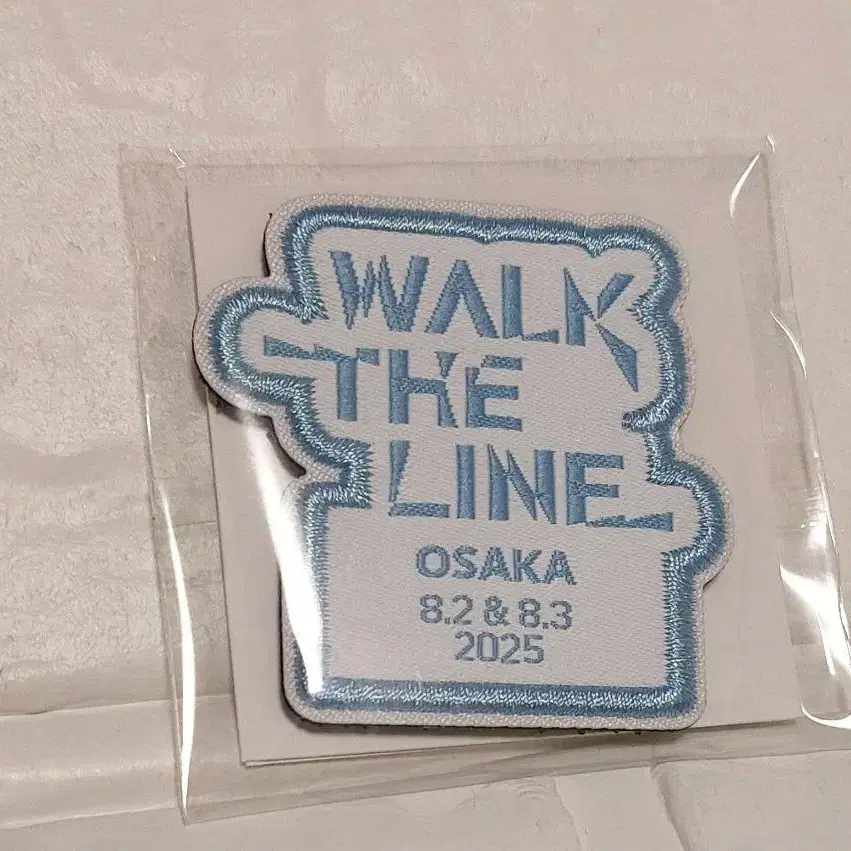 WALK
THE
LINE
OSAKA
8.2 & 8.3
2025